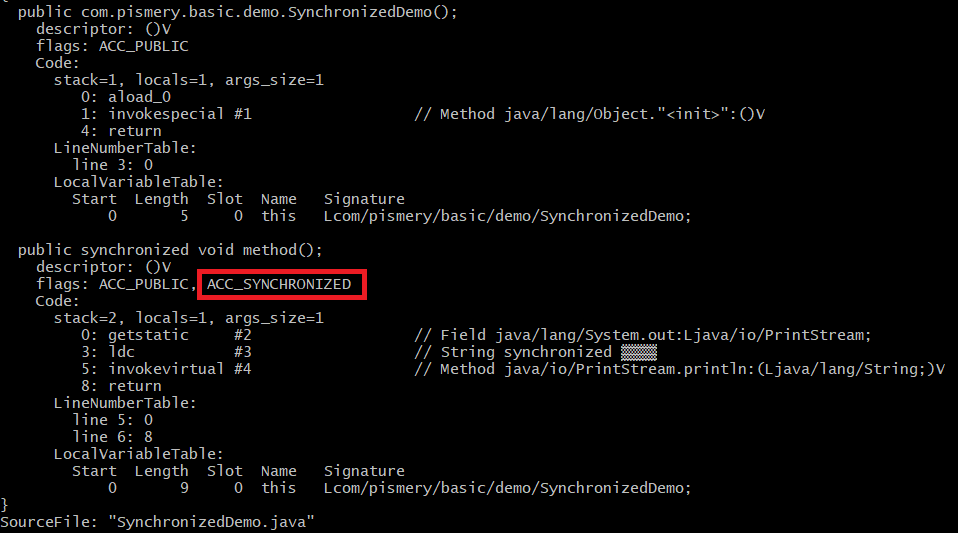 {
  public com.pismery.basic.demo.SynchronizedDemo();
    descriptor: ()V
    flags: ACC_PUBLIC
    Code:
      stack=1, locals=1, args_size=1
         0: aload_0
         1: invokespecial #1                  // Method java/lang/Object."<init>":()V
         4: return
      LineNumberTable:
        line 3: 0
      LocalVariableTable:
        Start  Length  Slot  Name   Signature
            0       5     0  this   Lcom/pismery/basic/demo/SynchronizedDemo;
  public synchronized void method();
    descriptor: ()V
    flags: ACC_PUBLIC, ACC_SYNCHRONIZED
    Code:
      stack=2, locals=1, args_size=1
         0: getstatic     #2                  // Field java/lang/System.out:Ljava/io/PrintStream;
         3: ldc           #3                  // String synchronized ▒▒▒▒
         5: invokevirtual #4                  // Method java/io/PrintStream.println:(Ljava/lang/String;)V
         8: return
      LineNumberTable:
        line 5: 0
        line 6: 8
      LocalVariableTable:
        Start  Length  Slot  Name   Signature
            0       9     0  this   Lcom/pismery/basic/demo/SynchronizedDemo;
}
SourceFile: "SynchronizedDemo.java"